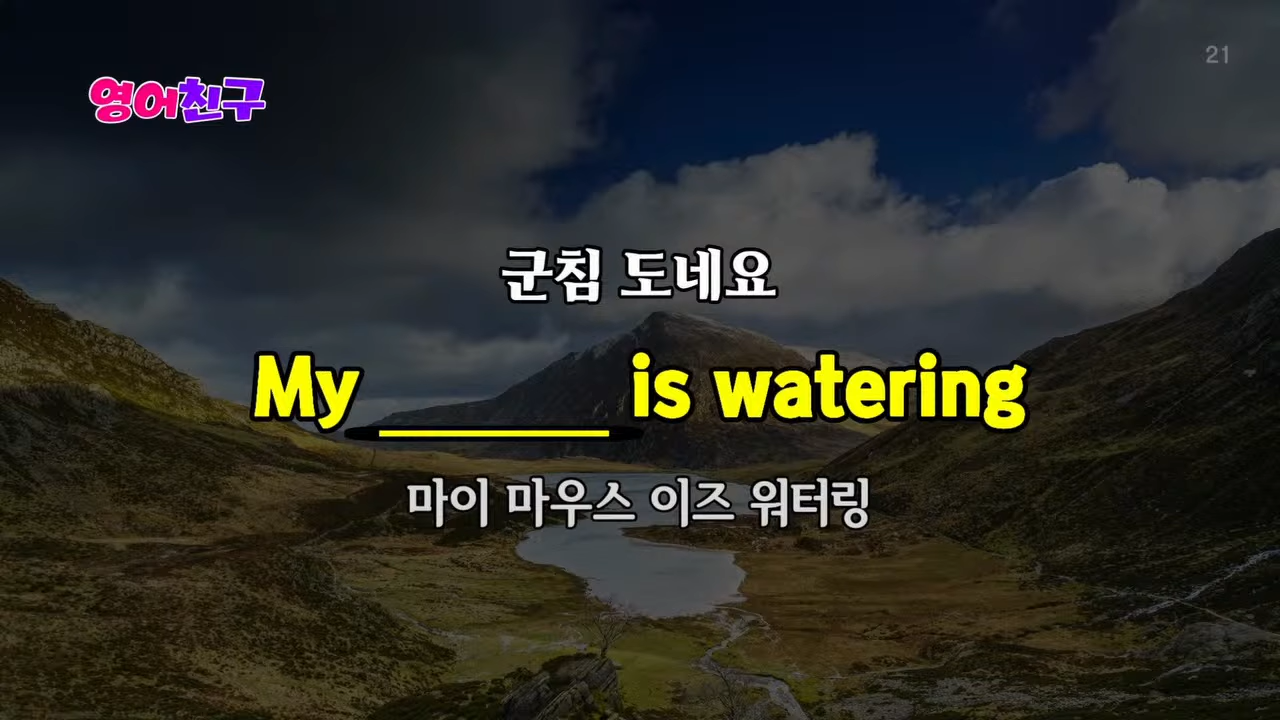 21
영어친구
군침 도네요
My ______ is watering
마이 마우스 이즈 워터링